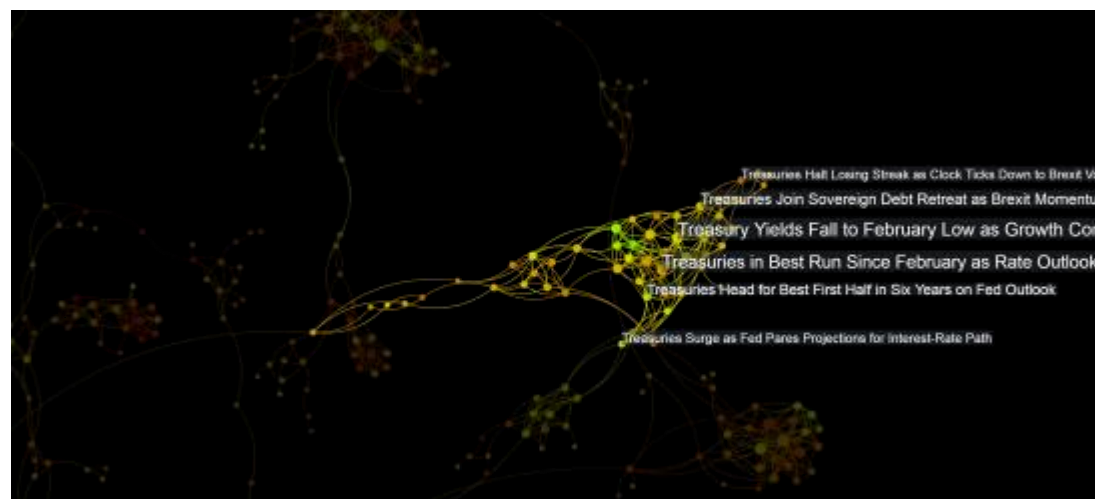 Treasuries Halt Losing Streak as Clock Ticks Down to Brexit
Treasuries Join Sovereign Debt Retreat as Brexit Momentu
Treasury Yields Fall to February Low as Growth Con
Treasuries in Best Run Since February as Rate Outlook
Treasuries Head for Best First Half in Six Years on Fed Outlook
Treasuries Surge as Fed Pares Projections for Interest-Rate Path